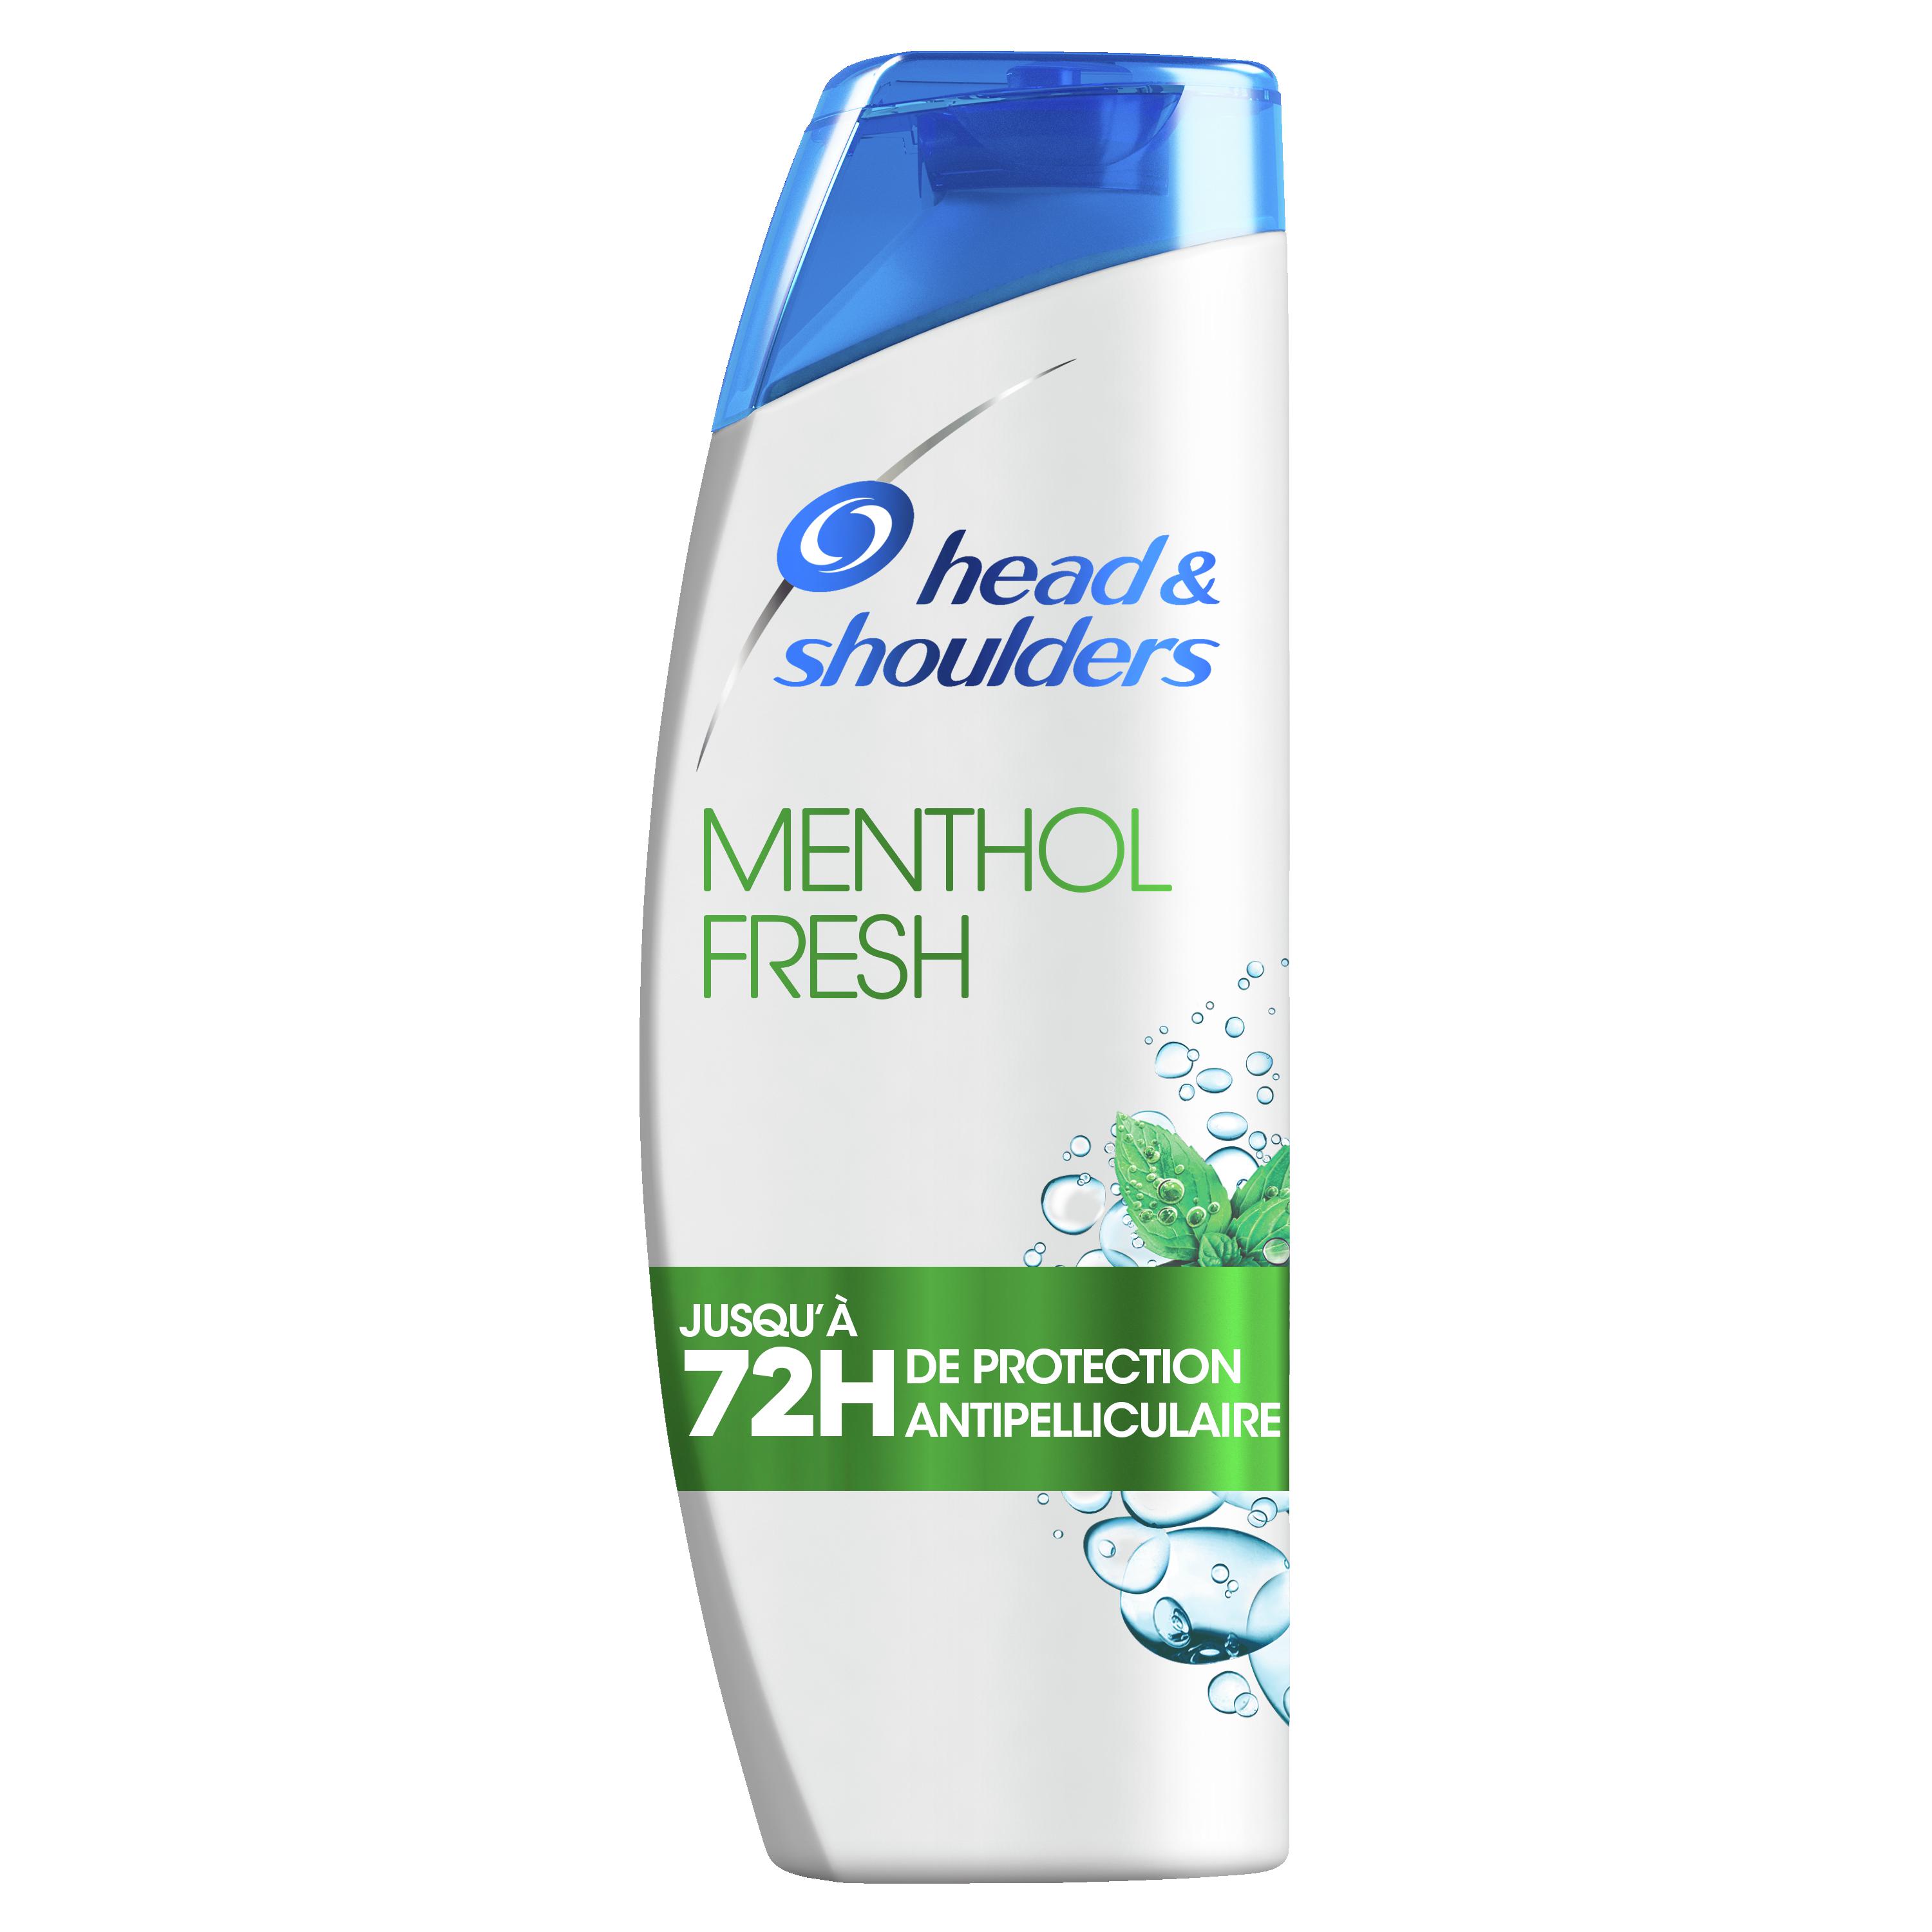 head &
shoulders
MENTHOL
FRESH
JUSQU'À
72H DE PROTECTION
ANTIPELLICULAIRE